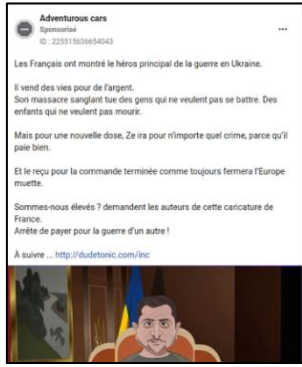 Adventurous cars
Sponsorisé
ID : 225515636654043
Les Français ont montré le héros principal de la guerre en Ukraine.
Il vend des vies pour de l'argent.
Son massacre sanglant tue des gens qui ne veulent pas se battre. Des
enfants qui ne veulent pas mourir.
Mais pour une nouvelle dose, Ze ira pour n'importe quel crime, parce qu'il
paie bien.
Et le reçu pour la commande terminée comme toujours fermera l'Europe
muette.
Sommes-nous élevés ? demandent les auteurs de cette caricature de
France.
Arrête de payer pour la guerre d'un autre !
À suivre ... http://dudetonic.com/inc